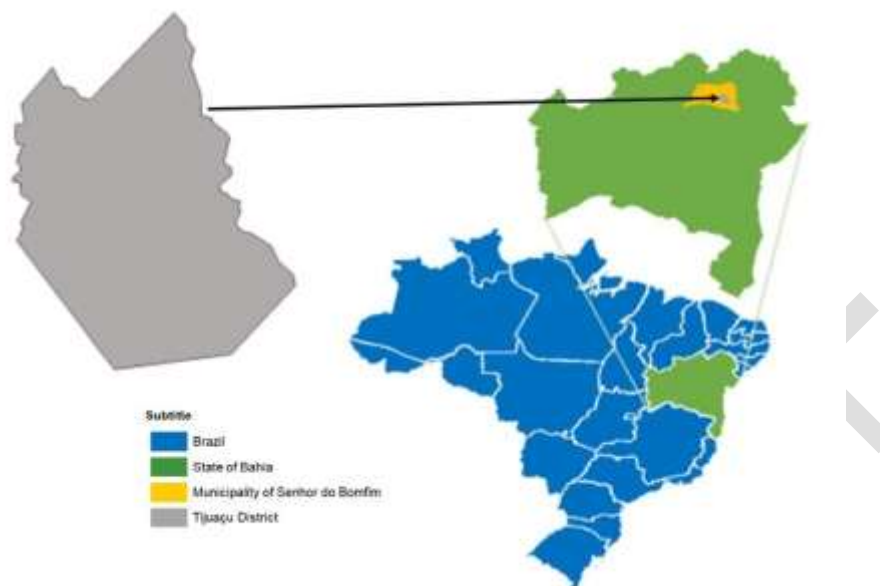 Subtitle
Brazil
State of Bahia
Municipality of Senhor do Bomfim
Tijuaçu District